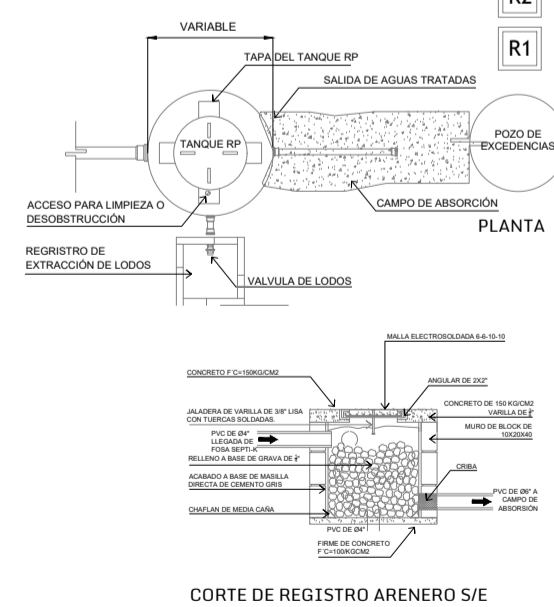 R2
R1
VARIABLE
TAPA DEL TANQUE RP
SALIDA DE AGUAS TRATADAS
TANQUE RP
POZO DE
EXCEDENCIAS
ACCESO PARA LIMPIEZA O
DESOBSTRUCCIÓN
CAMPO DE ABSORCIÓN
PLANTA
REGRISTRO DE
EXTRACCIÓN DE LODOS
VALVULA DE LODOS
MALLA ELECTROSOLDADA 6-6-10-10
CONCRETO F´C=150KG/CM2
ANGULAR DE 2X2"
JALADERA DE VARILLA DE 3/8" LISA
CON TUERCAS SOLDADAS.
CONCRETO DE 150 KG/CM2
VARILLA DE
PVC DE Ø4"
LLEGADA DE
FOSA SEPTI-K
MURO DE BLOCK DE
10X20X40
RELLENO A BASE DE GRAVA DE
ACABADO A BASE DE MASILLA
DIRECTA DE CEMENTO GRIS
CRIBA
PVC DE Ø6" A
CAMPO DE
ABSORSIÓN
CHAFLAN DE MEDIA CAÑA
PVC DE Ø4"
FIRME DE CONCRETO
F´C=100/KGCM2
CORTE DE REGISTRO ARENERO S/E